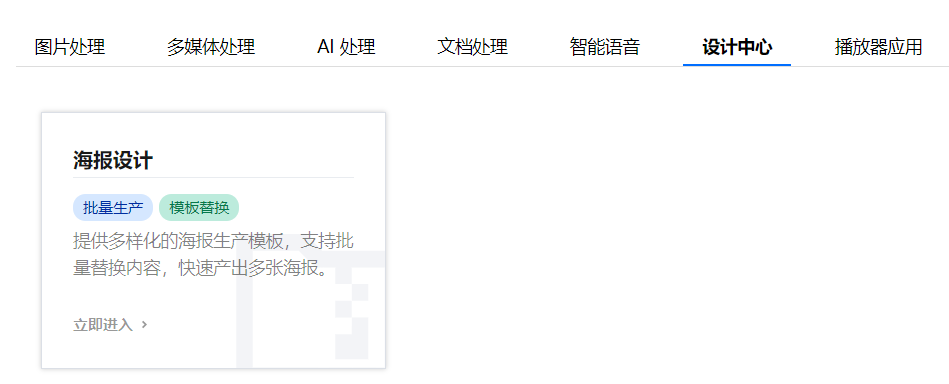 图片处理 多媒体处理 AI 处理 文档处理 智能语音 设计中心 播放器应用
海报设计
批量生产 模板替换
提供多样化的海报生产模板，支持批
量替换内容，快速产出多张海报。
立即进入 ›